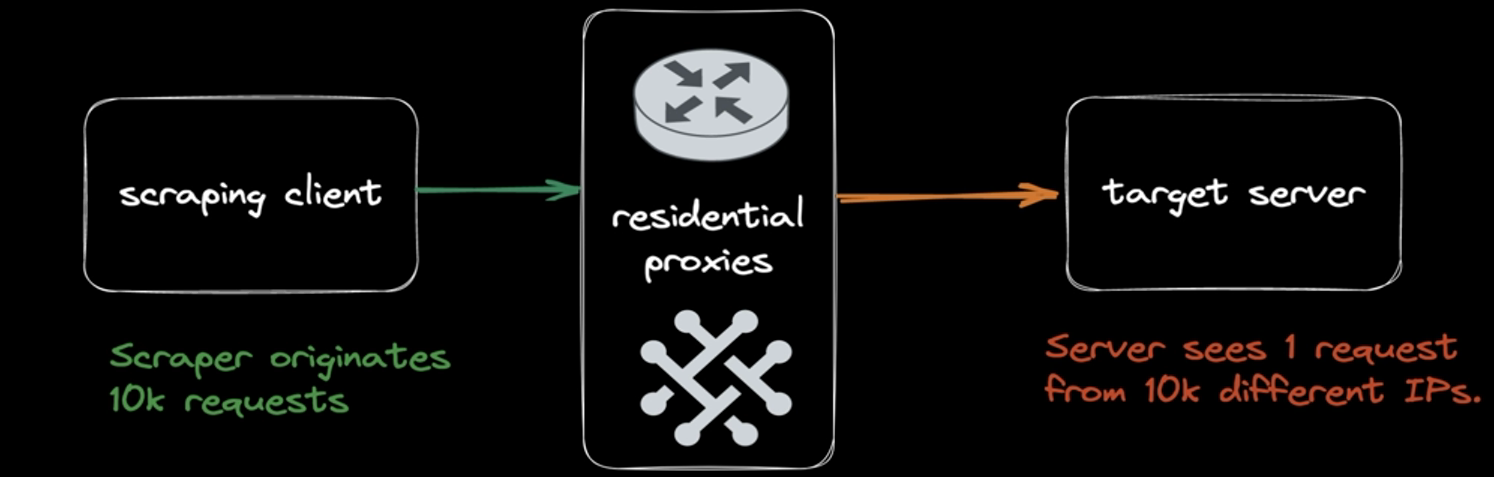 scraping client
residential
proxies
target server
Scraper originates
10k requests
Server sees 1 request
from 10k different IPs.